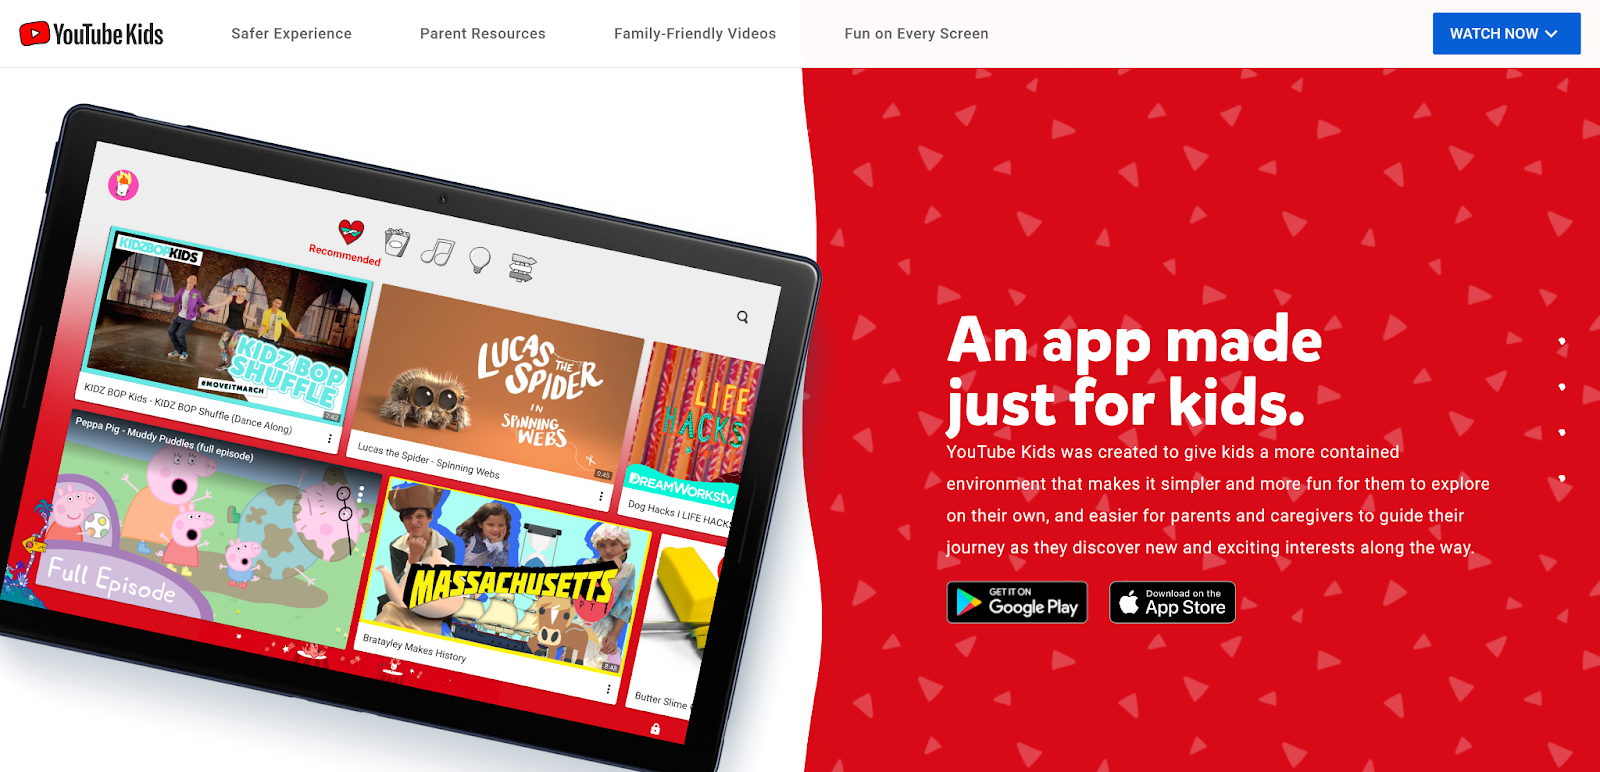 YouTube Kids
Safer Experience
Parent Resources
Family-Friendly Videos
Fun on Every Screen
WATCH NOW
Recommended
KIDZBOPKIDS
KIDZ BOP
SHUFFLE
#MOVEITMARCH
7:42
KIDZ BOP Kids - KIDZ BOP Shuffle (Dance Along)
LUCAS
THE
SPIDER
IN
SPINNING
WEBS
0:45
Lucas the Spider - Spinning Webs
LIFE
HACKS
DREAMWORKStv
Dog Hacks I LIFE HACKS
Peppa Pig - Muddy Puddles (full episode)
Full Episode
MASSACHUSETTS
PT 1
8:48
Bratayley Makes History
Butter Slime
An app made
just for kids.
YouTube Kids was created to give kids a more contained
environment that makes it simpler and more fun for them to explore
on their own, and easier for parents and caregivers to guide their
journey as they discover new and exciting interests along the way.
GET IT ON
Google Play
Download on the
App Store